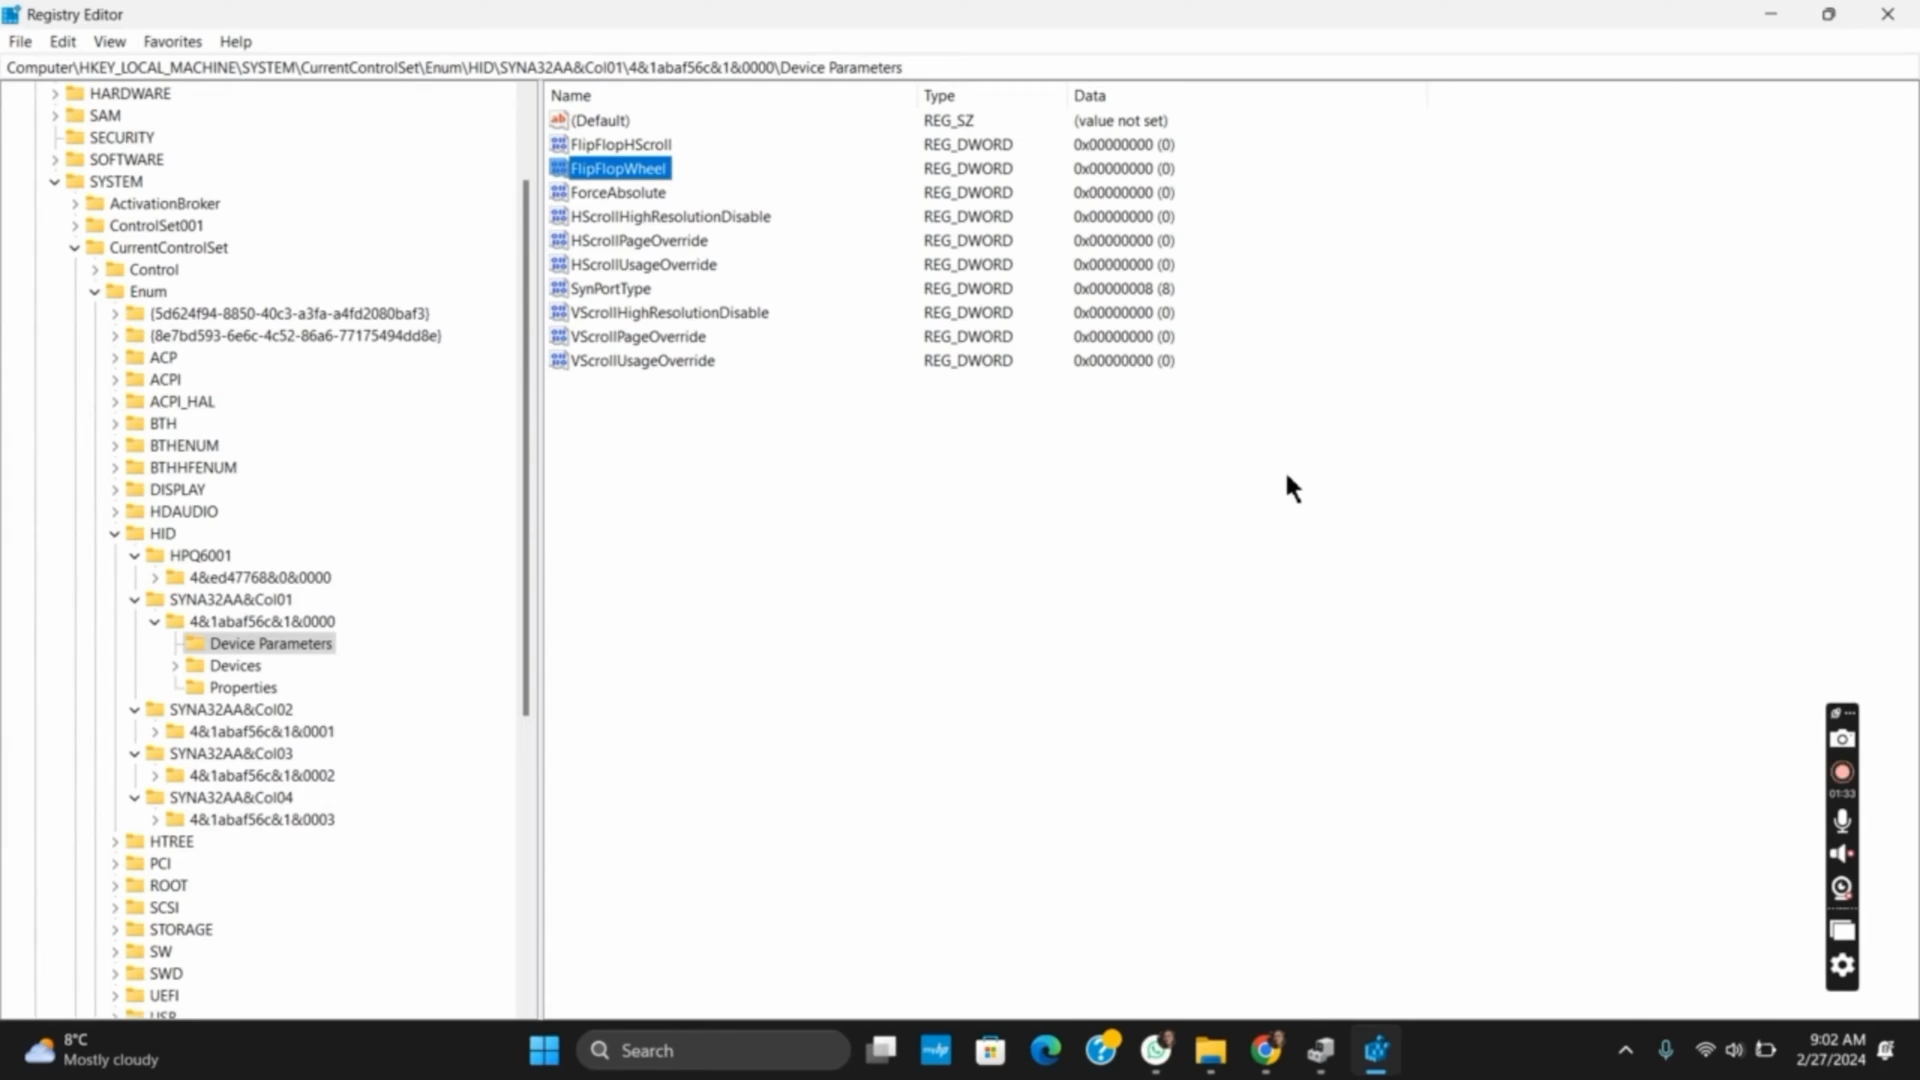 Registry Editor
File Edit View Favorites Help
Computer\HKEY_LOCAL_MACHINE\SYSTEM\CurrentControlSet\Enum\HID\SYNA32AA&Col01\4&1abaf56c&1&0000\Device Parameters
HARDWARE
SAM
SECURITY
SOFTWARE
SYSTEM
ActivationBroker
ControlSet001
CurrentControlSet
Control
Enum
{5d624f94-8850-40c3-a3fa-a4fd2080baf3}
{8e7bd593-6e6c-4c52-86a6-77175494dd8e}
ACP
ACPI
ACPI_HAL
BTH
BTHENUM
BTHHFENUM
DISPLAY
HDAUDIO
HID
HPQ6001
4&ed47768&0&0000
SYNA32AA&Col01
4&1abaf56c&1&0000
Device Parameters
Devices
Properties
SYNA32AA&Col02
4&1abaf56c&1&0001
SYNA32AA&Col03
4&1abaf56c&1&0002
SYNA32AA&Col04
4&1abaf56c&1&0003
HTREE
PCI
ROOT
SCSI
STORAGE
SW
SWD
UEFI
USB
Name Type Data
(Default) REG_SZ (value not set)
FlipFlopHScroll REG_DWORD 0x00000000 (0)
FlipFlopWheel REG_DWORD 0x00000000 (0)
ForceAbsolute REG_DWORD 0x00000000 (0)
HScrollHighResolutionDisable REG_DWORD 0x00000000 (0)
HScrollPageOverride REG_DWORD 0x00000000 (0)
HScrollUsageOverride REG_DWORD 0x00000000 (0)
SynPortType REG_DWORD 0x00000008 (8)
VScrollHighResolutionDisable REG_DWORD 0x00000000 (0)
VScrollPageOverride REG_DWORD 0x00000000 (0)
VScrollUsageOverride REG_DWORD 0x00000000 (0)
01:33
8°C
Mostly cloudy
Search
myhp
9:02 AM
2/27/2024